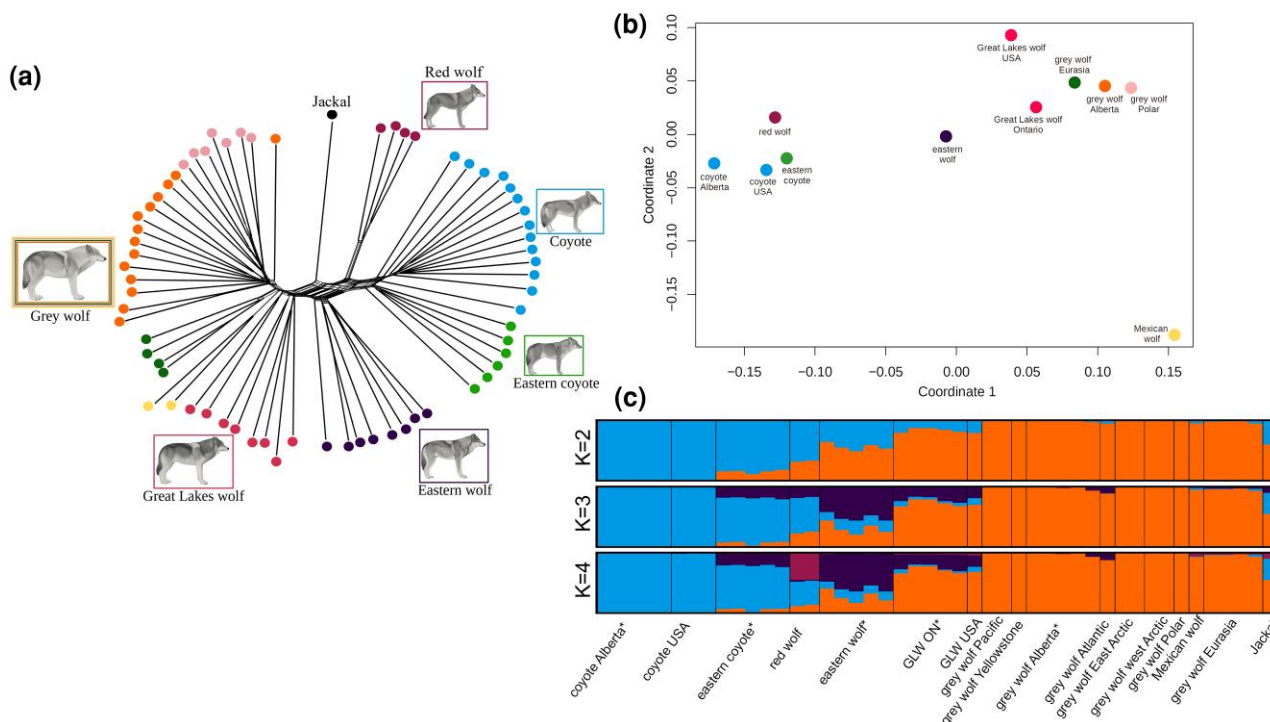 (a)
Jackal
Red wolf
Coyote
Grey wolf
Eastern coyote
Great Lakes wolf
Eastern wolf
(b)
Coordinate 2
0.10
0.05
0.00
−0.05
−0.10
−0.15
Great Lakes wolf
USA
grey wolf
Eurasia
grey wolf
Alberta
grey wolf
Polar
Great Lakes wolf
Ontario
red wolf
eastern
wolf
coyote
Alberta
coyote
USA
eastern
coyote
Mexican
wolf
−0.15
−0.10
−0.05
0.00
0.05
0.10
0.15
Coordinate 1
(c)
K=2
K=3
K=4
coyote Alberta*
coyote USA
eastern coyote*
red wolf
eastern wolf*
GLW ON*
GLW USA
grey wolf Pacific
grey wolf Yellowstone
grey wolf Alberta*
grey wolf Atlantic
grey wolf East Arctic
grey wolf west Arctic
grey wolf Polar
Mexican wolf
grey wolf Eurasia